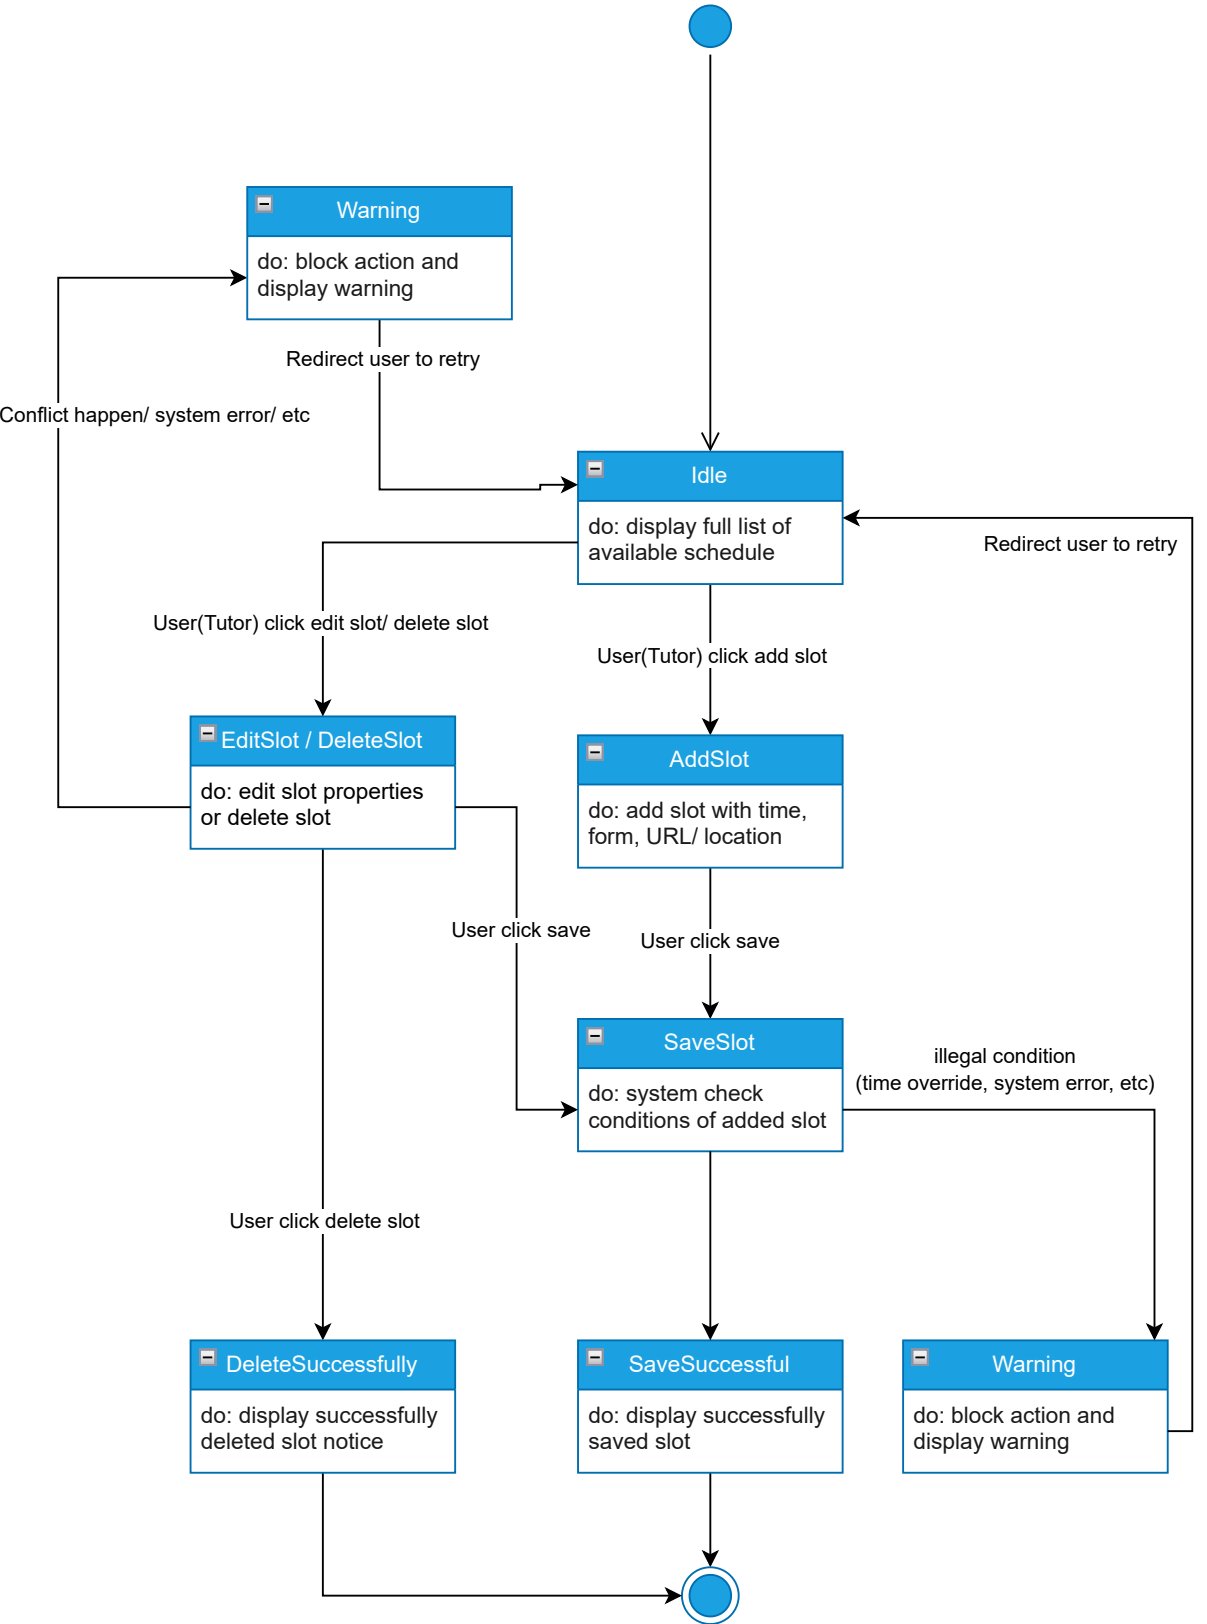 Warning
do: block action and
display warning
Redirect user to retry
Conflict happen/ system error/ etc
Idle
do: display full list of
available schedule
Redirect user to retry
User(Tutor) click edit slot/ delete slot
User(Tutor) click add slot
EditSlot / DeleteSlot
do: edit slot properties
or delete slot
AddSlot
do: add slot with time,
form, URL/ location
User click save
User click save
SaveSlot
do: system check
conditions of added slot
illegal condition
(time override, system error, etc)
User click delete slot
DeleteSuccessfully
do: display successfully
deleted slot notice
SaveSuccessful
do: display successfully
saved slot
Warning
do: block action and
display warning